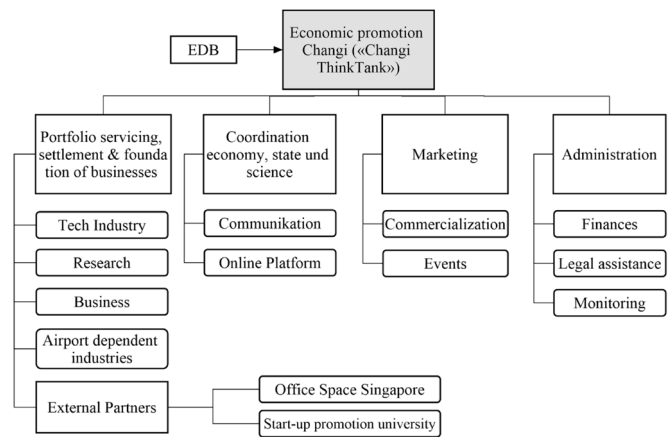 EDB
Economic promotion
Changi («Changi
ThinkTank»)
Portfolio servicing,
settlement & founda
tion of businesses
Tech Industry
Research
Business
Airport dependent
industries
External Partners
Office Space Singapore
Start-up promotion university
Coordination
economy, state und
science
Communikation
Online Platform
Marketing
Commercialization
Events
Administration
Finances
Legal assistance
Monitoring